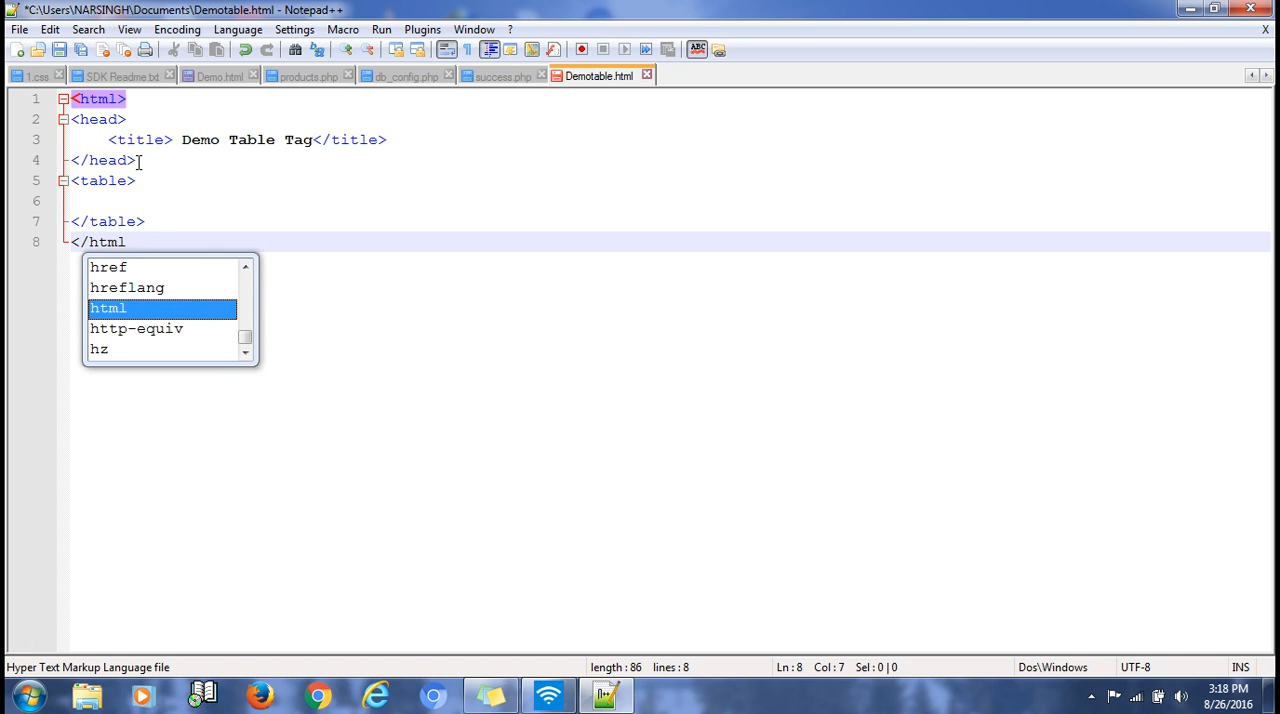 *C:\Users\NARSINGH\Documents\Demotable.html - Notepad++
File Edit Search View Encoding Language Settings Macro Run Plugins Window ? X
1.css SDK Readme.txt Demo.html products.php db_config.php success.php Demotable.html
1 <html>
2 <head>
3 <title> Demo Table Tag</title>
4 </head>
5 <table>
6
7 </table>
8 </html
href
hreflang
html
http-equiv
hz
Hyper Text Markup Language file length : 86 lines : 8 Ln : 8 Col : 7 Sel : 0 | 0 Dos\Windows UTF-8 INS
3:18 PM
8/26/2016